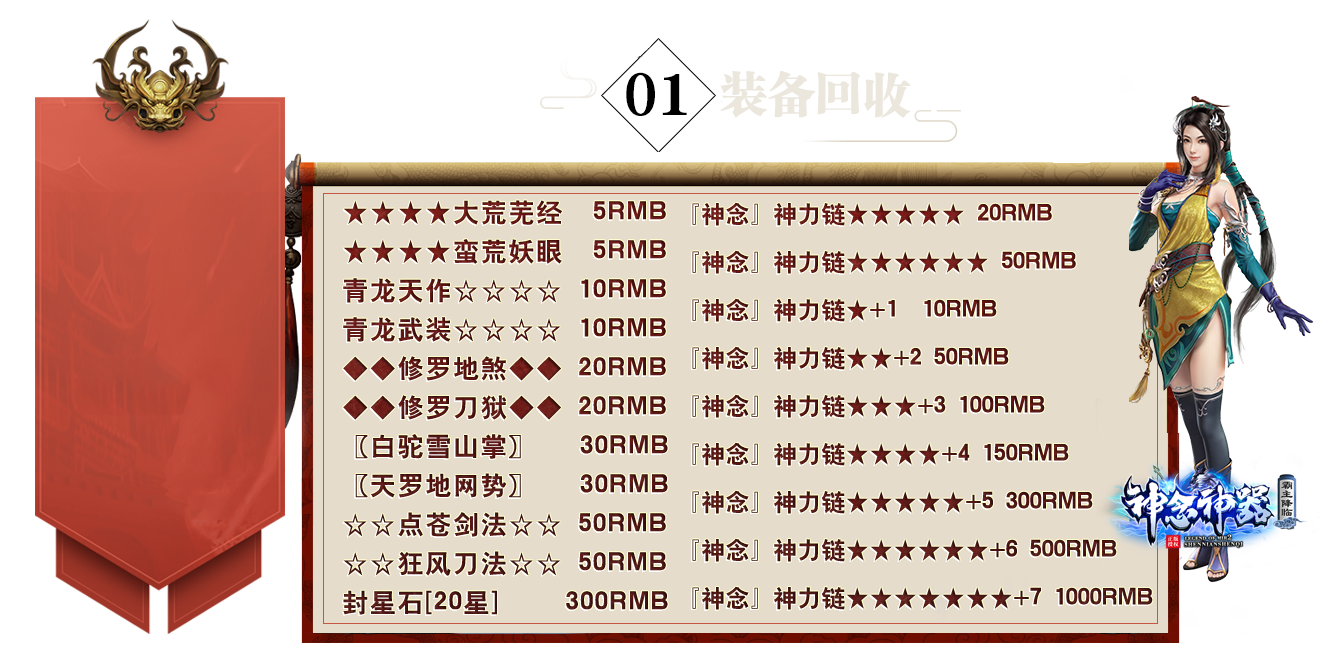 01 装备回收
★★★★大荒芜经 5RMB
★★★★蛮荒妖眼 5RMB
青龙天作☆☆☆☆ 10RMB
青龙武装☆☆☆☆ 10RMB
◆◆修罗地煞◆◆ 20RMB
◆◆修罗刀狱◆◆ 20RMB
〖白驼雪山掌〗 30RMB
〖天罗地网势〗 30RMB
☆☆点苍剑法☆☆ 50RMB
☆☆狂风刀法☆☆ 50RMB
封星石[20星] 300RMB
『神念』神力链★★★★★ 20RMB
『神念』神力链★★★★★★ 50RMB
『神念』神力链★+1 10RMB
『神念』神力链★★+2 50RMB
『神念』神力链★★★+3 100RMB
『神念』神力链★★★★+4 150RMB
『神念』神力链★★★★★+5 300RMB
『神念』神力链★★★★★★+6 500RMB
『神念』神力链★★★★★★★+7 1000RMB
神念神器
霸主降临
正版授权
LEGEND OF MIR2
SHENNIANSHENQI